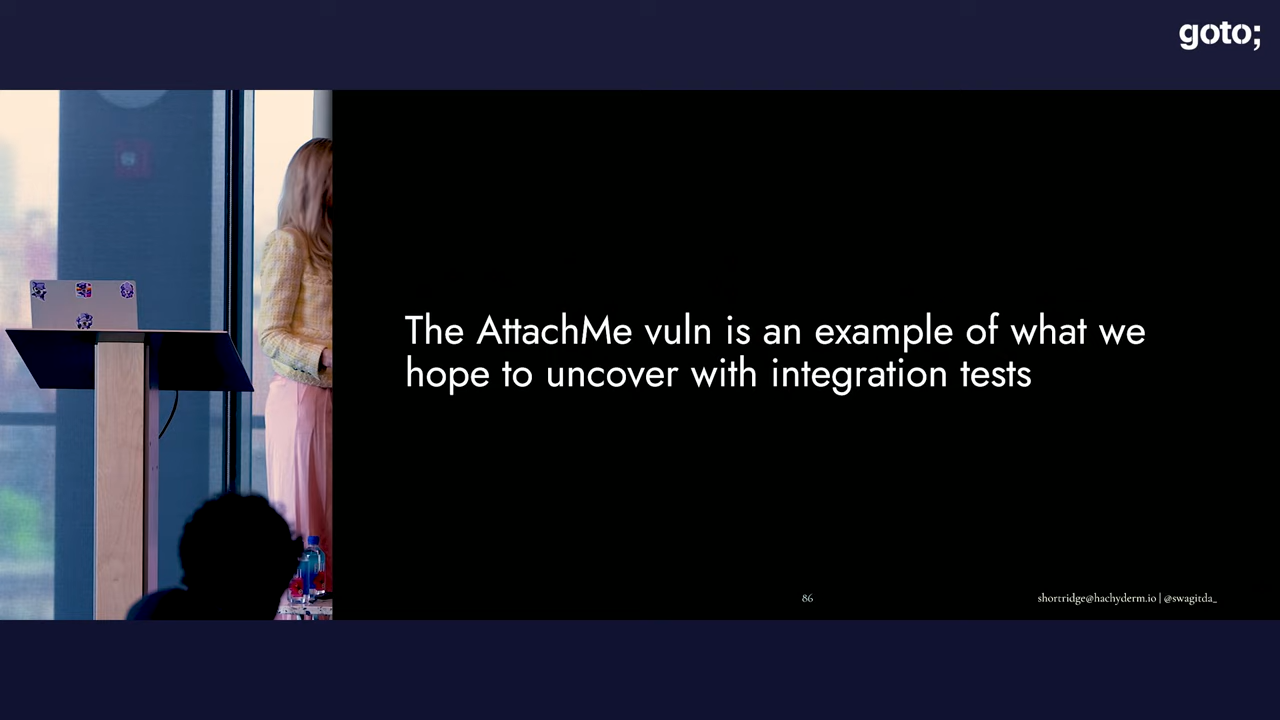 goto;
The AttachMe vuln is an example of what we
hope to uncover with integration tests
86
shortridge@hachyderm.io | @swagitda_